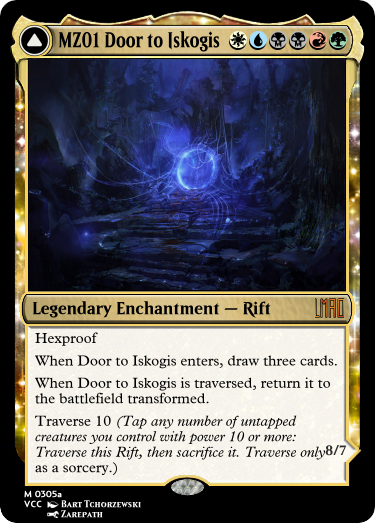 MZ01 Door to Iskogis
Legendary Enchantment — Rift
LMAC
Hexproof
When Door to Iskogis enters, draw three cards.
When Door to Iskogis is traversed, return it to
the battlefield transformed.
Traverse 10 (Tap any number of untapped
creatures you control with power 10 or more:
Traverse this Rift, then sacrifice it. Traverse only
as a sorcery.)
8/7
M 0305a
VCC Bart Tchorzewski
Zarepath